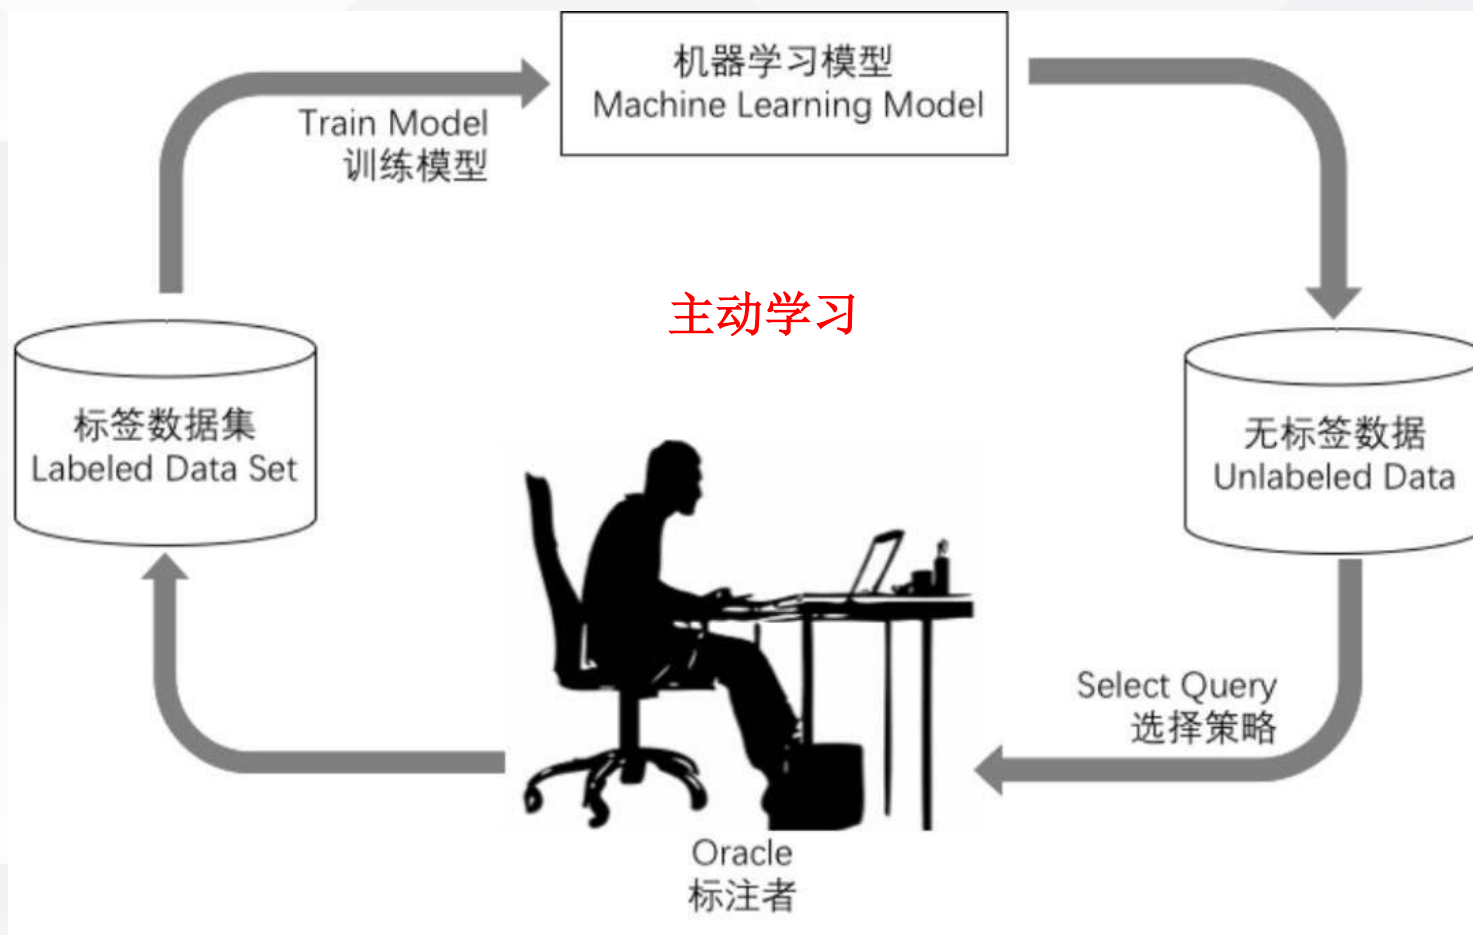 机器学习模型
Machine Learning Model
Train Model
训练模型
主动学习
标签数据集
Labeled Data Set
无标签数据
Unlabeled Data
Select Query
选择策略
Oracle
标注者